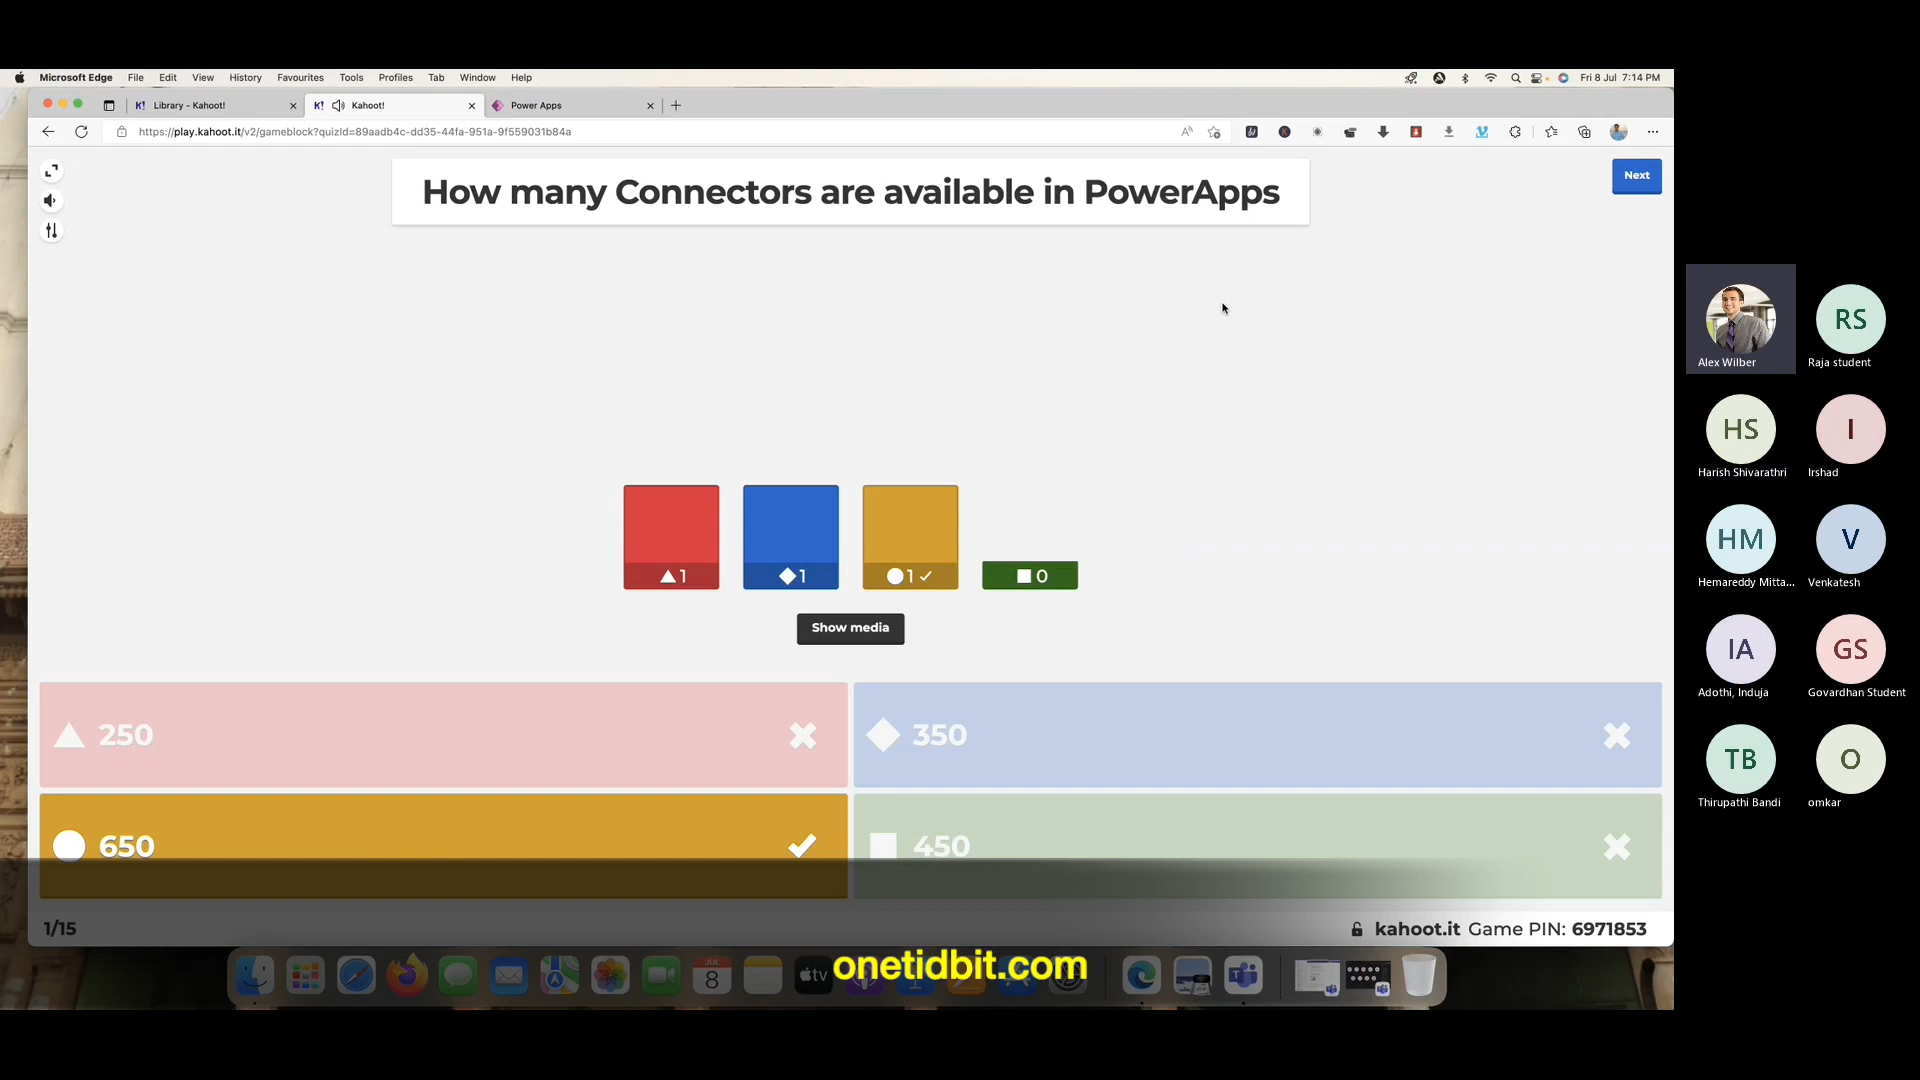 Microsoft Edge File Edit View History Favourites Tools Profiles Tab Window Help Fri 8 Jul 7:14 PM
K! Library - Kahoot! K! Kahoot! Power Apps
https://play.kahoot.it/v2/gameblock?quizId=89aadb4c-dd35-44fa-951a-9f559031b84a
How many Connectors are available in PowerApps
Next
1 1 1 0
Show media
250
350
650
450
1/15
kahoot.it Game PIN: 6971853
JUL
8
tv
onetidbit.com
Alex Wilber
RS
Raja student
HS
Harish Shivarathri
I
Irshad
HM
Hemareddy Mitta...
V
Venkatesh
IA
Adothi, Induja
GS
Govardhan Student
TB
Thirupathi Bandi
O
omkar